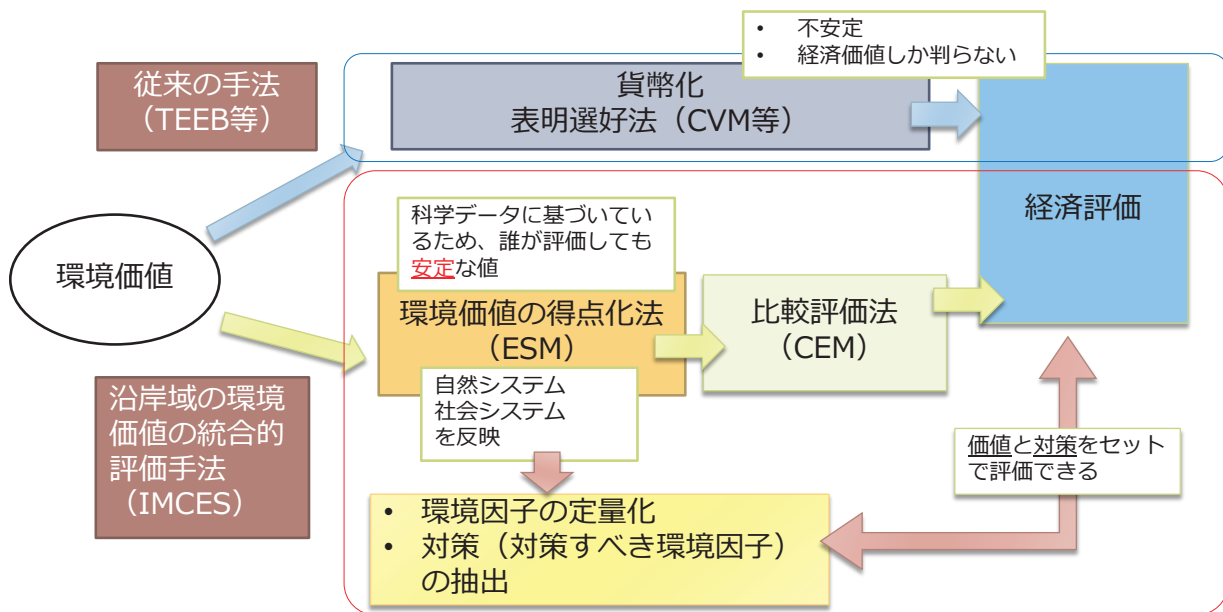 • 不安定
• 経済価値しか判らない
従来の手法
（TEEB等）
貨幣化
表明選好法（CVM等）
経済評価
科学データに基づいてい
るため、誰が評価しても
安定な値
環境価値
環境価値の得点化法
（ESM）
比較評価法
（CEM）
自然システム
社会システム
を反映
沿岸域の環境
価値の統合的
評価手法
（IMCES）
価値と対策をセット
で評価できる
• 環境因子の定量化
• 対策（対策すべき環境因子）
の抽出